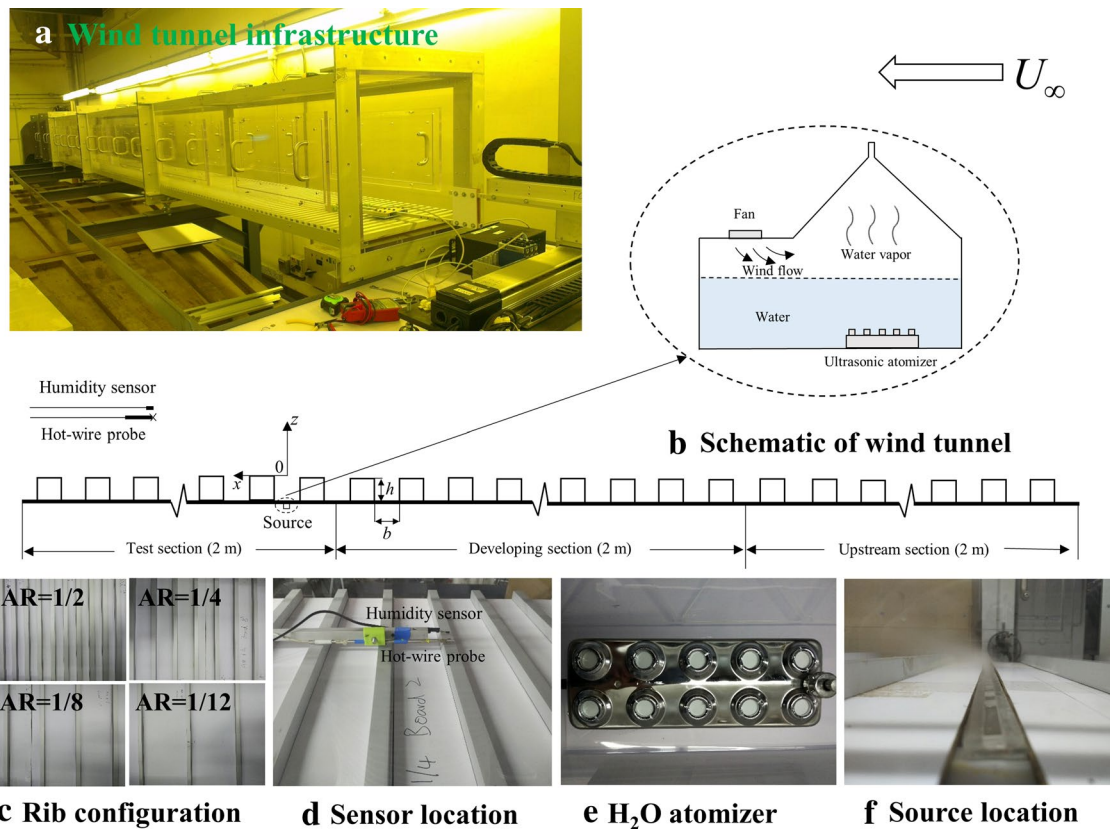 a Wind tunnel infrastructure
U∞
Fan
Water vapor
Wind flow
Water
Ultrasonic atomizer
Humidity sensor
Hot-wire probe
b Schematic of wind tunnel
z
0
x
h
b
Source
Test section (2 m)
Developing section (2 m)
Upstream section (2 m)
AR=1/2
AR=1/4
AR=1/8
AR=1/12
Humidity sensor
Hot-wire probe
1/4 Board 2
c Rib configuration
d Sensor location
e H₂O atomizer
f Source location